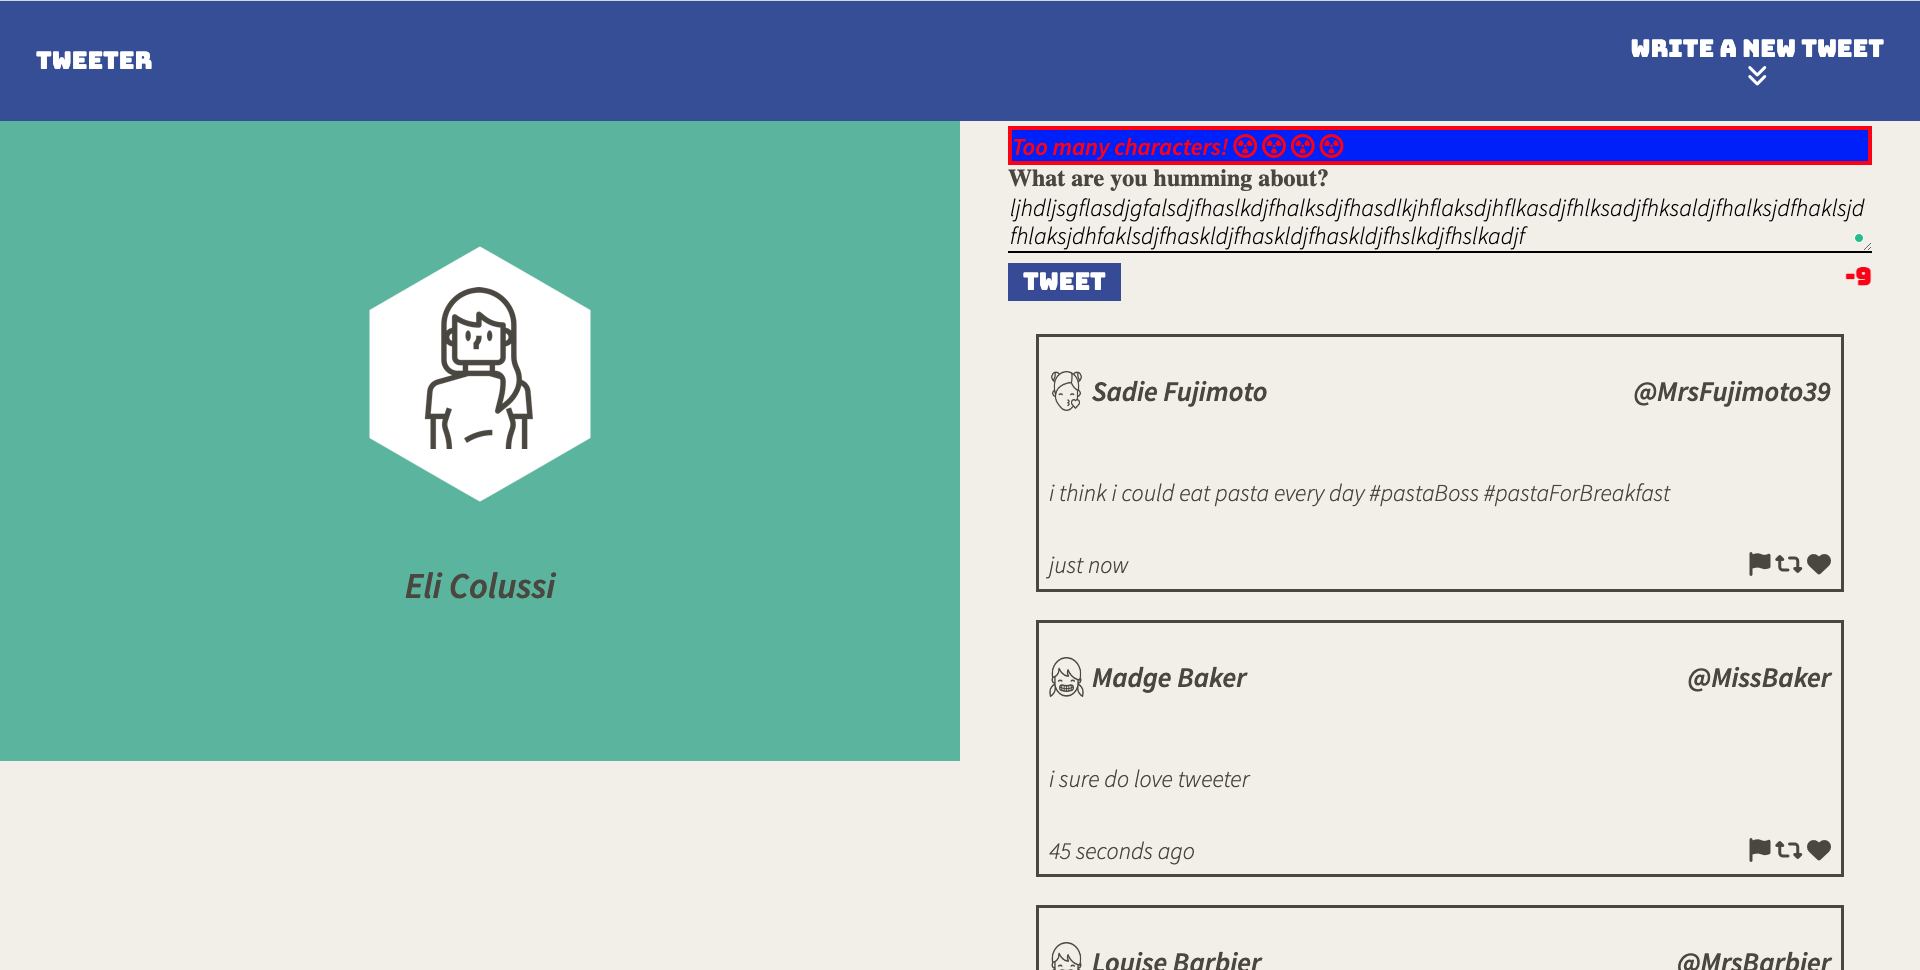 TWEETER
WRITE A NEW TWEET
Too many characters!
What are you humming about?
ljhdljsgflasdjgfalsdjfhaslkdjfhalksdjfhasdlkjhflaksdjhflkasdjfhlksadjfhksaldjfhalksjdfhaklsjd
fhlaksjdhfaklsdjfhaskldjfhaskldjfhaskldjfhslkdjfhslkadjf
TWEET
-9
Eli Colussi
Sadie Fujimoto @MrsFujimoto39
i think i could eat pasta every day #pastaBoss #pastaForBreakfast
just now
Madge Baker @MissBaker
i sure do love tweeter
45 seconds ago
Louise Barbier @MrsBarbier